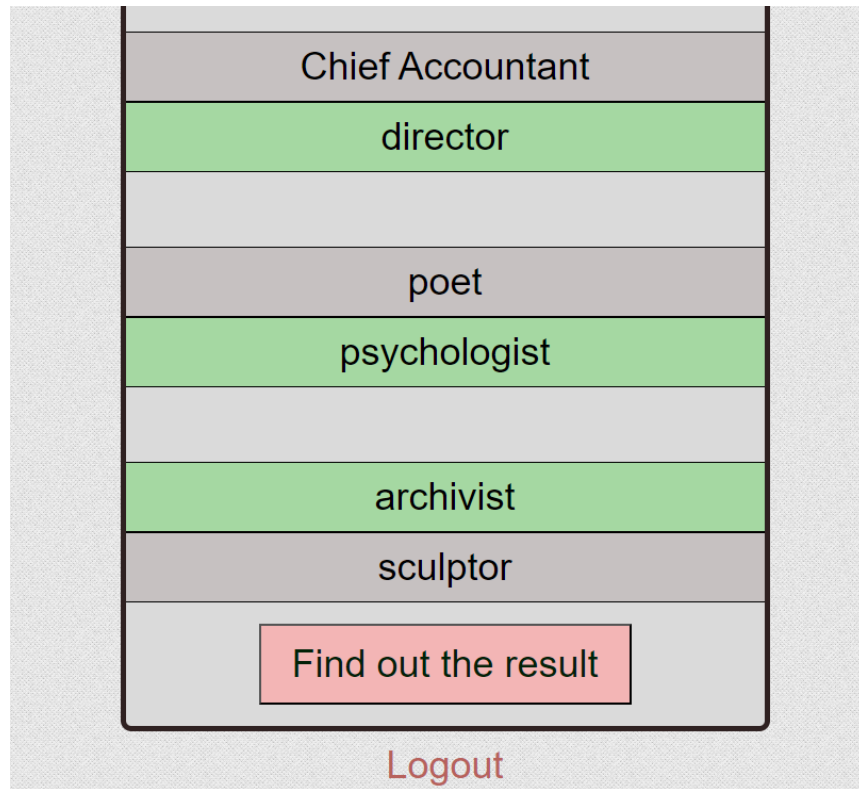 Chief Accountant
director
poet
psychologist
archivist
sculptor
Find out the result
Logout